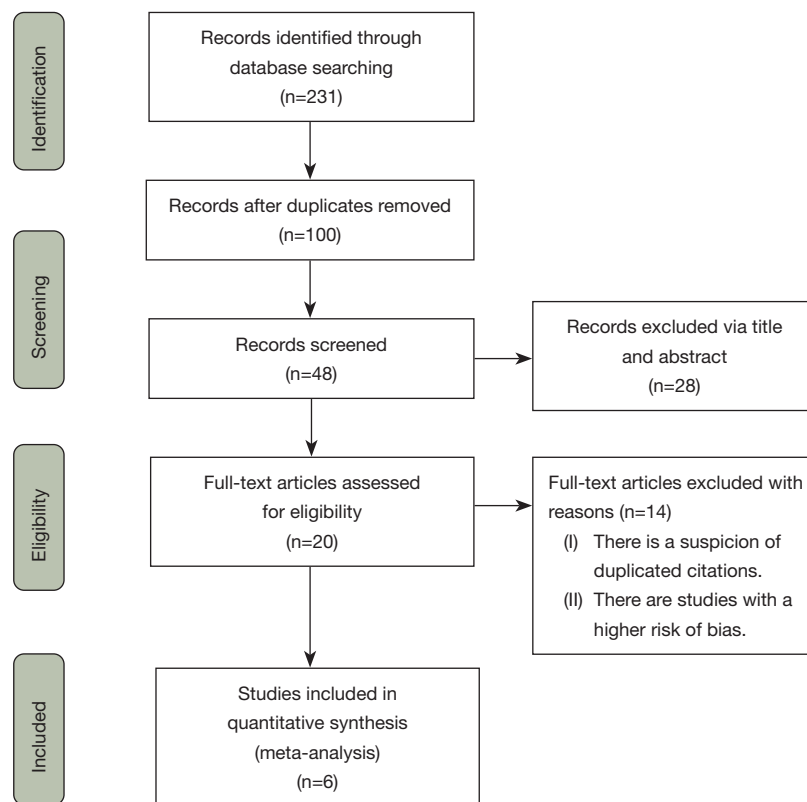 Identification
Records identified through
database searching
(n=231)
Records after duplicates removed
(n=100)
Screening
Records screened
(n=48)
Records excluded via title
and abstract
(n=28)
Eligibility
Full-text articles assessed
for eligibility
(n=20)
Full-text articles excluded with
reasons (n=14)
(I) There is a suspicion of
duplicated citations.
(II) There are studies with a
higher risk of bias.
Included
Studies included in
quantitative synthesis
(meta-analysis)
(n=6)